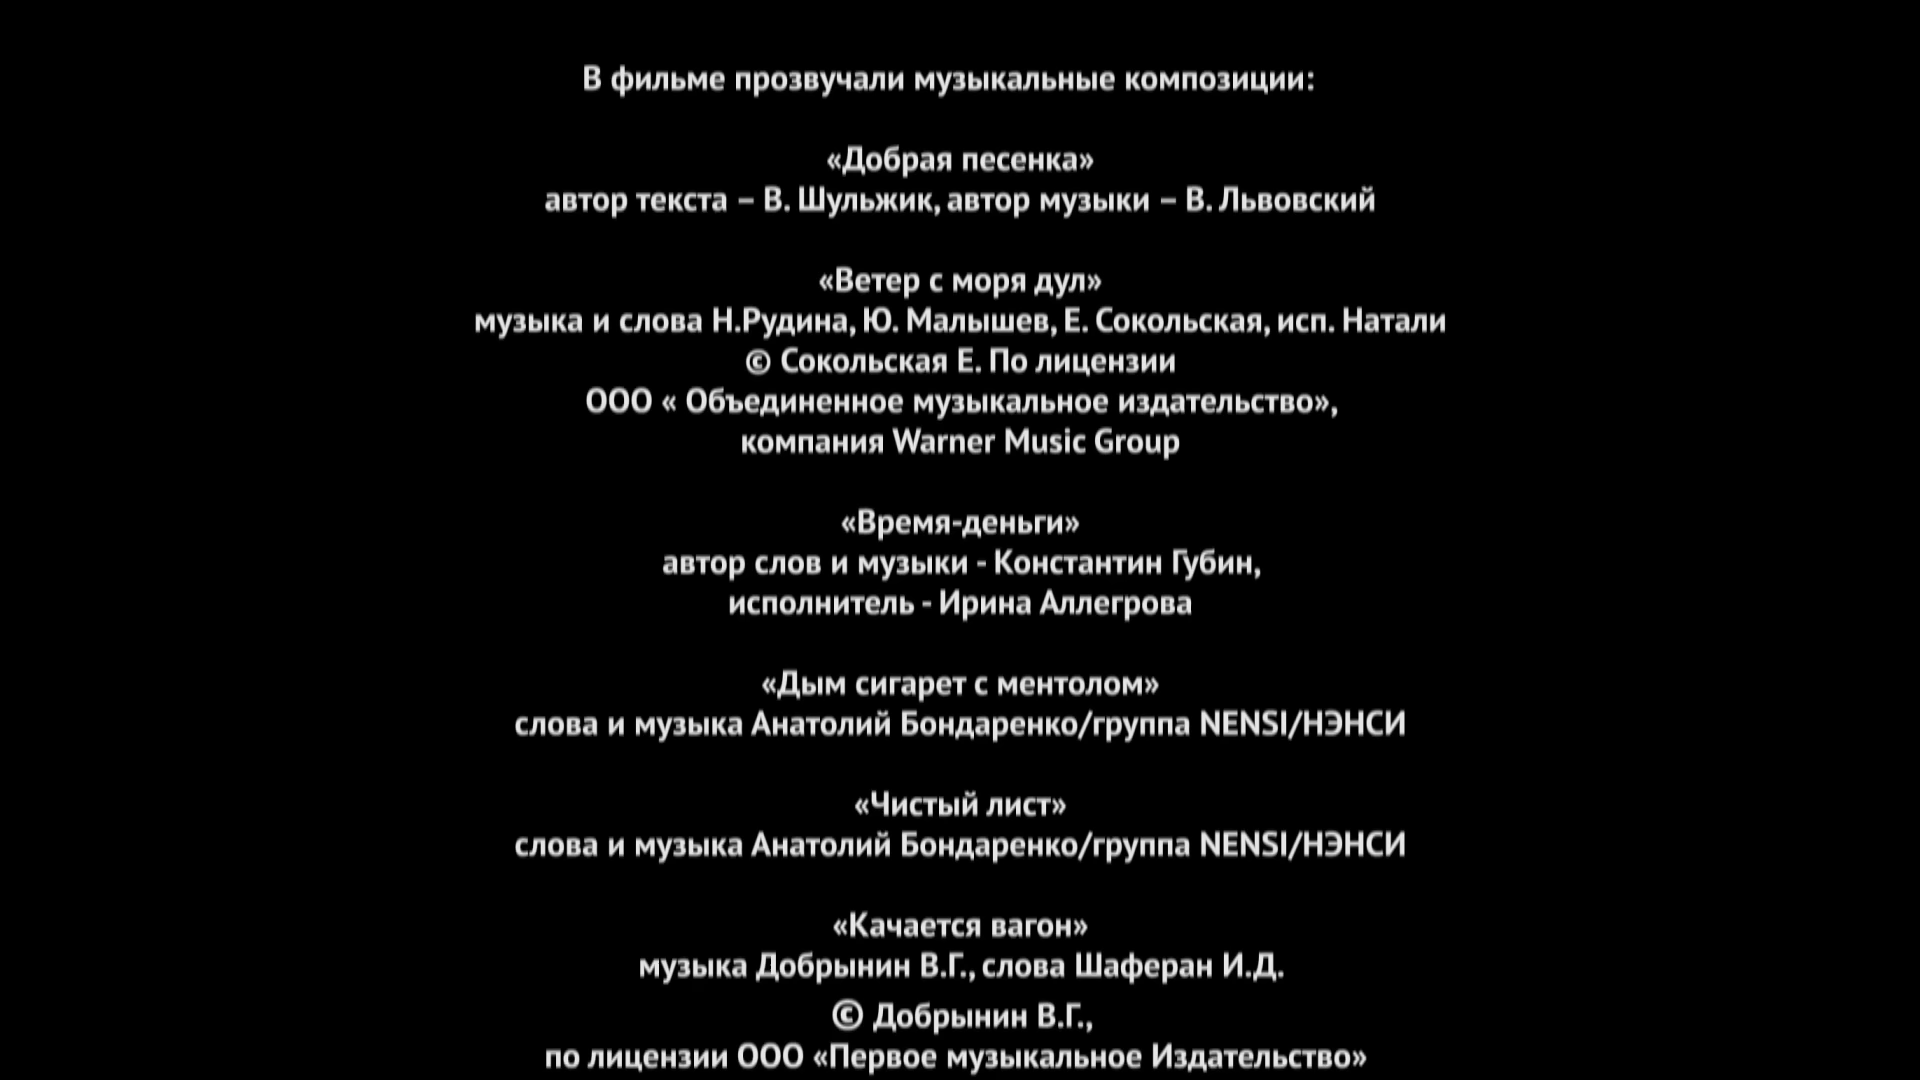 В фильме прозвучали музыкальные композиции:
«Добрая песенка»
автор текста – В. Шульжик, автор музыки – В. Львовский
«Ветер с моря дул»
музыка и слова Н.Рудина, Ю. Малышев, Е. Сокольская, исп. Натали
© Сокольская Е. По лицензии
ООО « Объединенное музыкальное издательство»,
компания Warner Music Group
«Время-деньги»
автор слов и музыки - Константин Губин,
исполнитель - Ирина Аллегрова
«Дым сигарет с ментолом»
слова и музыка Анатолий Бондаренко/группа NENSI/НЭНСИ
«Чистый лист»
слова и музыка Анатолий Бондаренко/группа NENSI/НЭНСИ
«Качается вагон»
музыка Добрынин В.Г., слова Шаферан И.Д.
© Добрынин В.Г.,
по лицензии ООО «Первое музыкальное Издательство»